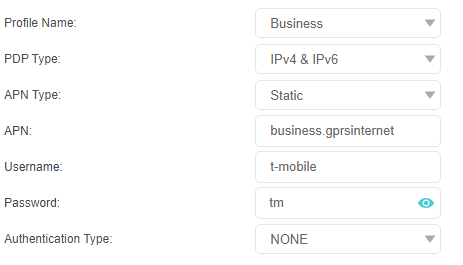 Profile Name: Business
PDP Type: IPv4 & IPv6
APN Type: Static
APN: business.gprsinternet
Username: t-mobile
Password: tm
Authentication Type: NONE